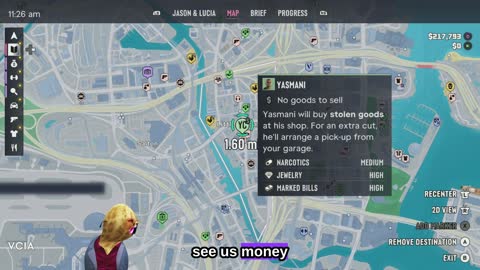 11:26 am
JASON & LUCIA
MAP
BRIEF
PROGRESS
$217,793
$0
YASMANI
$ No goods to sell
Yasmani will buy stolen goods
at his shop. For an extra cut,
he'll arrange a pick-up from
your garage.
NARCOTICS MEDIUM
JEWELRY HIGH
MARKED BILLS HIGH
YC
1.60 m
RECENTER
2D VIEW
ADD MARKER
REMOVE DESTINATION
NAVIGATE
see us money